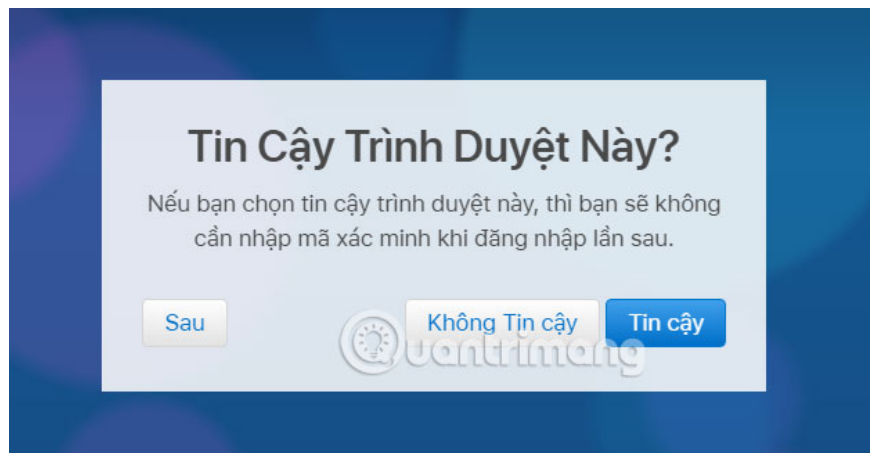 Tin Cậy Trình Duyệt Này?
Nếu bạn chọn tin cậy trình duyệt này, thì bạn sẽ không
cần nhập mã xác minh khi đăng nhập lần sau.
Sau
Không Tin cậy
Tin cậy
Quantrimang